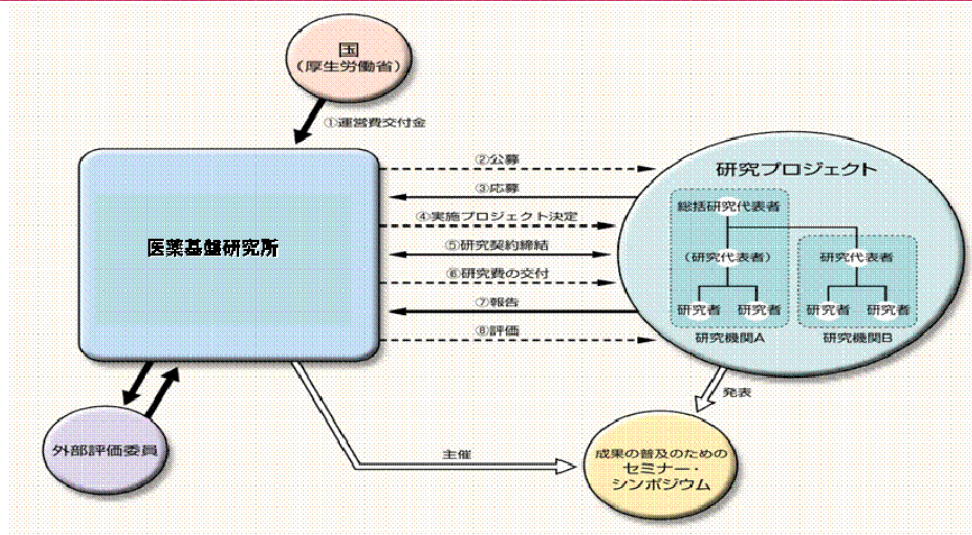 国
(厚生労働省)
①運営費交付金
②公募
③応募
④実施プロジェクト決定
⑤研究契約締結
⑥研究費の交付
⑦報告
⑧評価
医薬基盤研究所
研究プロジェクト
総括研究代表者
(研究代表者)
研究代表者
研究者
研究者
研究者
研究者
研究機関A
研究機関B
発表
外部評価委員
主催
成果の普及のための
セミナー・
シンポジウム